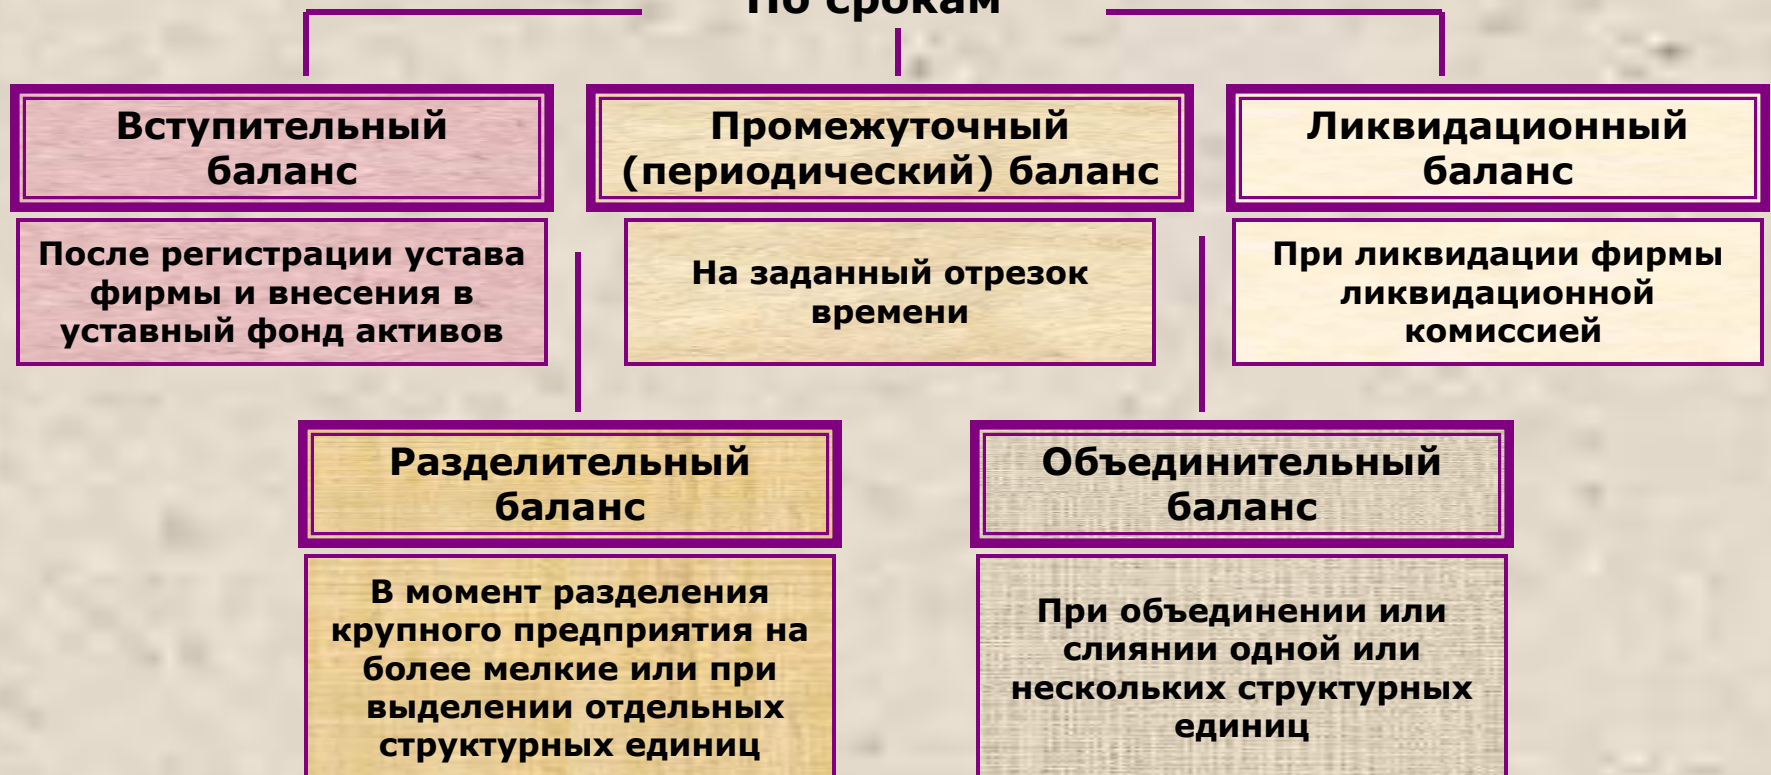 По срокам
Вступительный
баланс
Промежуточный
(периодический) баланс
Ликвидационный
баланс
После регистрации устава
фирмы и внесения в
уставный фонд активов
На заданный отрезок
времени
При ликвидации фирмы
ликвидационной
комиссией
Разделительный
баланс
Объединительный
баланс
В момент разделения
крупного предприятия на
более мелкие или при
выделении отдельных
структурных единиц
При объединении или
слиянии одной или
нескольких структурных
единиц